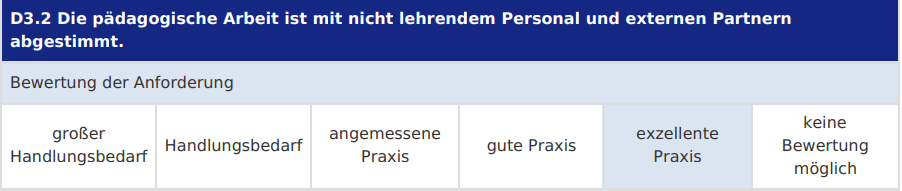 D3.2 Die pädagogische Arbeit ist mit nicht lehrendem Personal und externen Partnern
abgestimmt.
Bewertung der Anforderung
großer
Handlungsbedarf
Handlungsbedarf
angemessene
Praxis
gute Praxis
exzellente
Praxis
keine
Bewertung
möglich